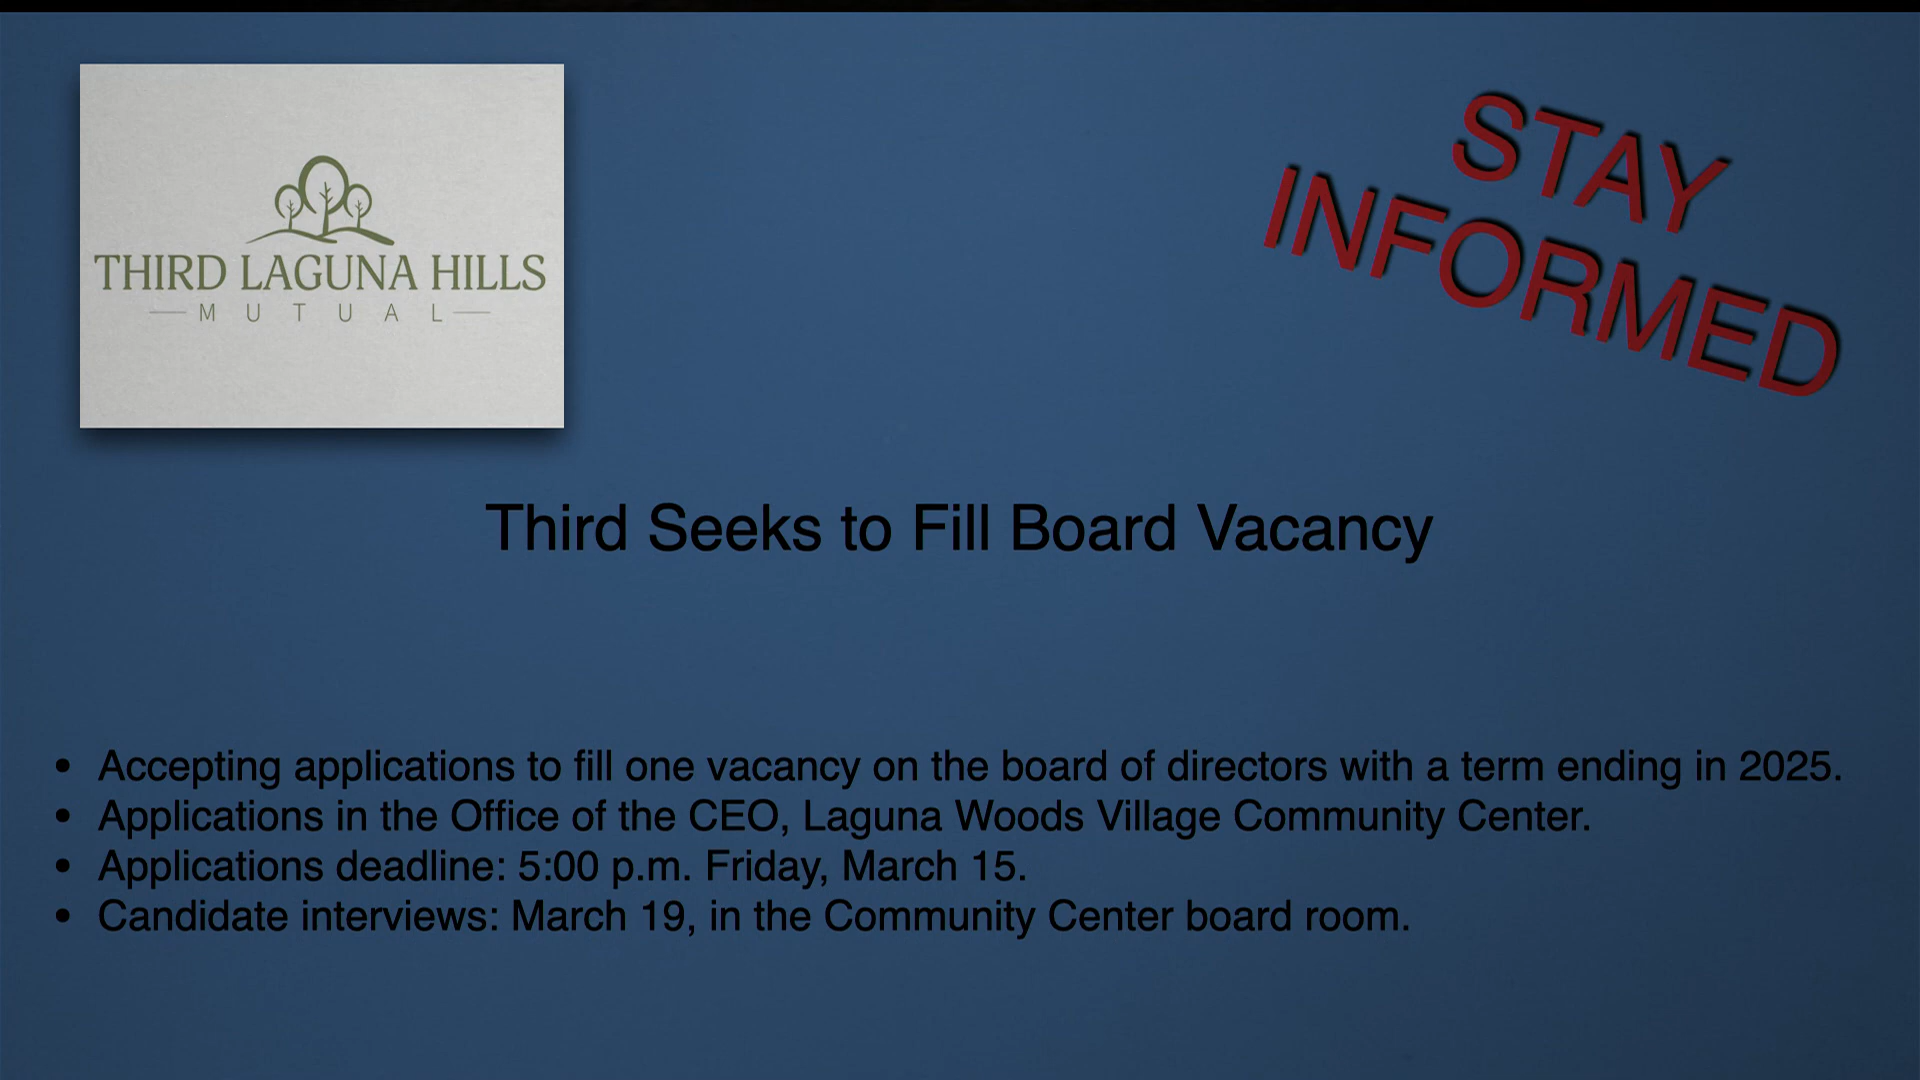 THIRD LAGUNA HILLS
MUTUAL
STAY
INFORMED
Third Seeks to Fill Board Vacancy
• Accepting applications to fill one vacancy on the board of directors with a term ending in 2025.
• Applications in the Office of the CEO, Laguna Woods Village Community Center.
• Applications deadline: 5:00 p.m. Friday, March 15.
• Candidate interviews: March 19, in the Community Center board room.